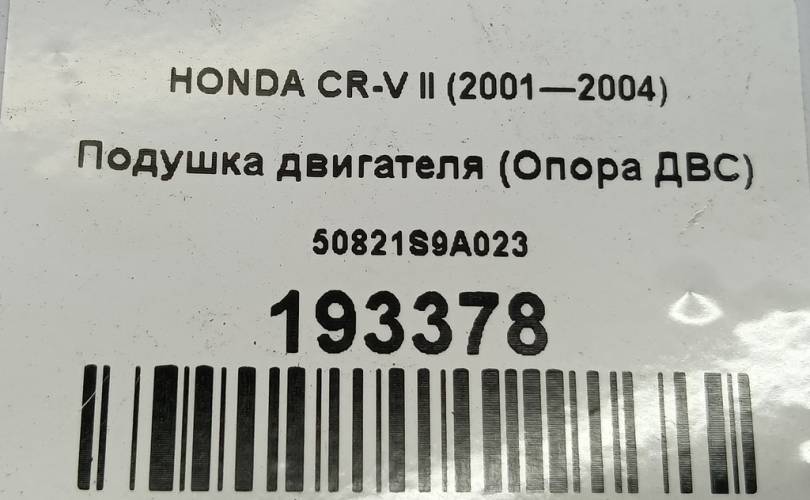 HONDA CR-V II (2001—2004)
Подушка двигателя (Опора ДВС)
50821S9A023
193378